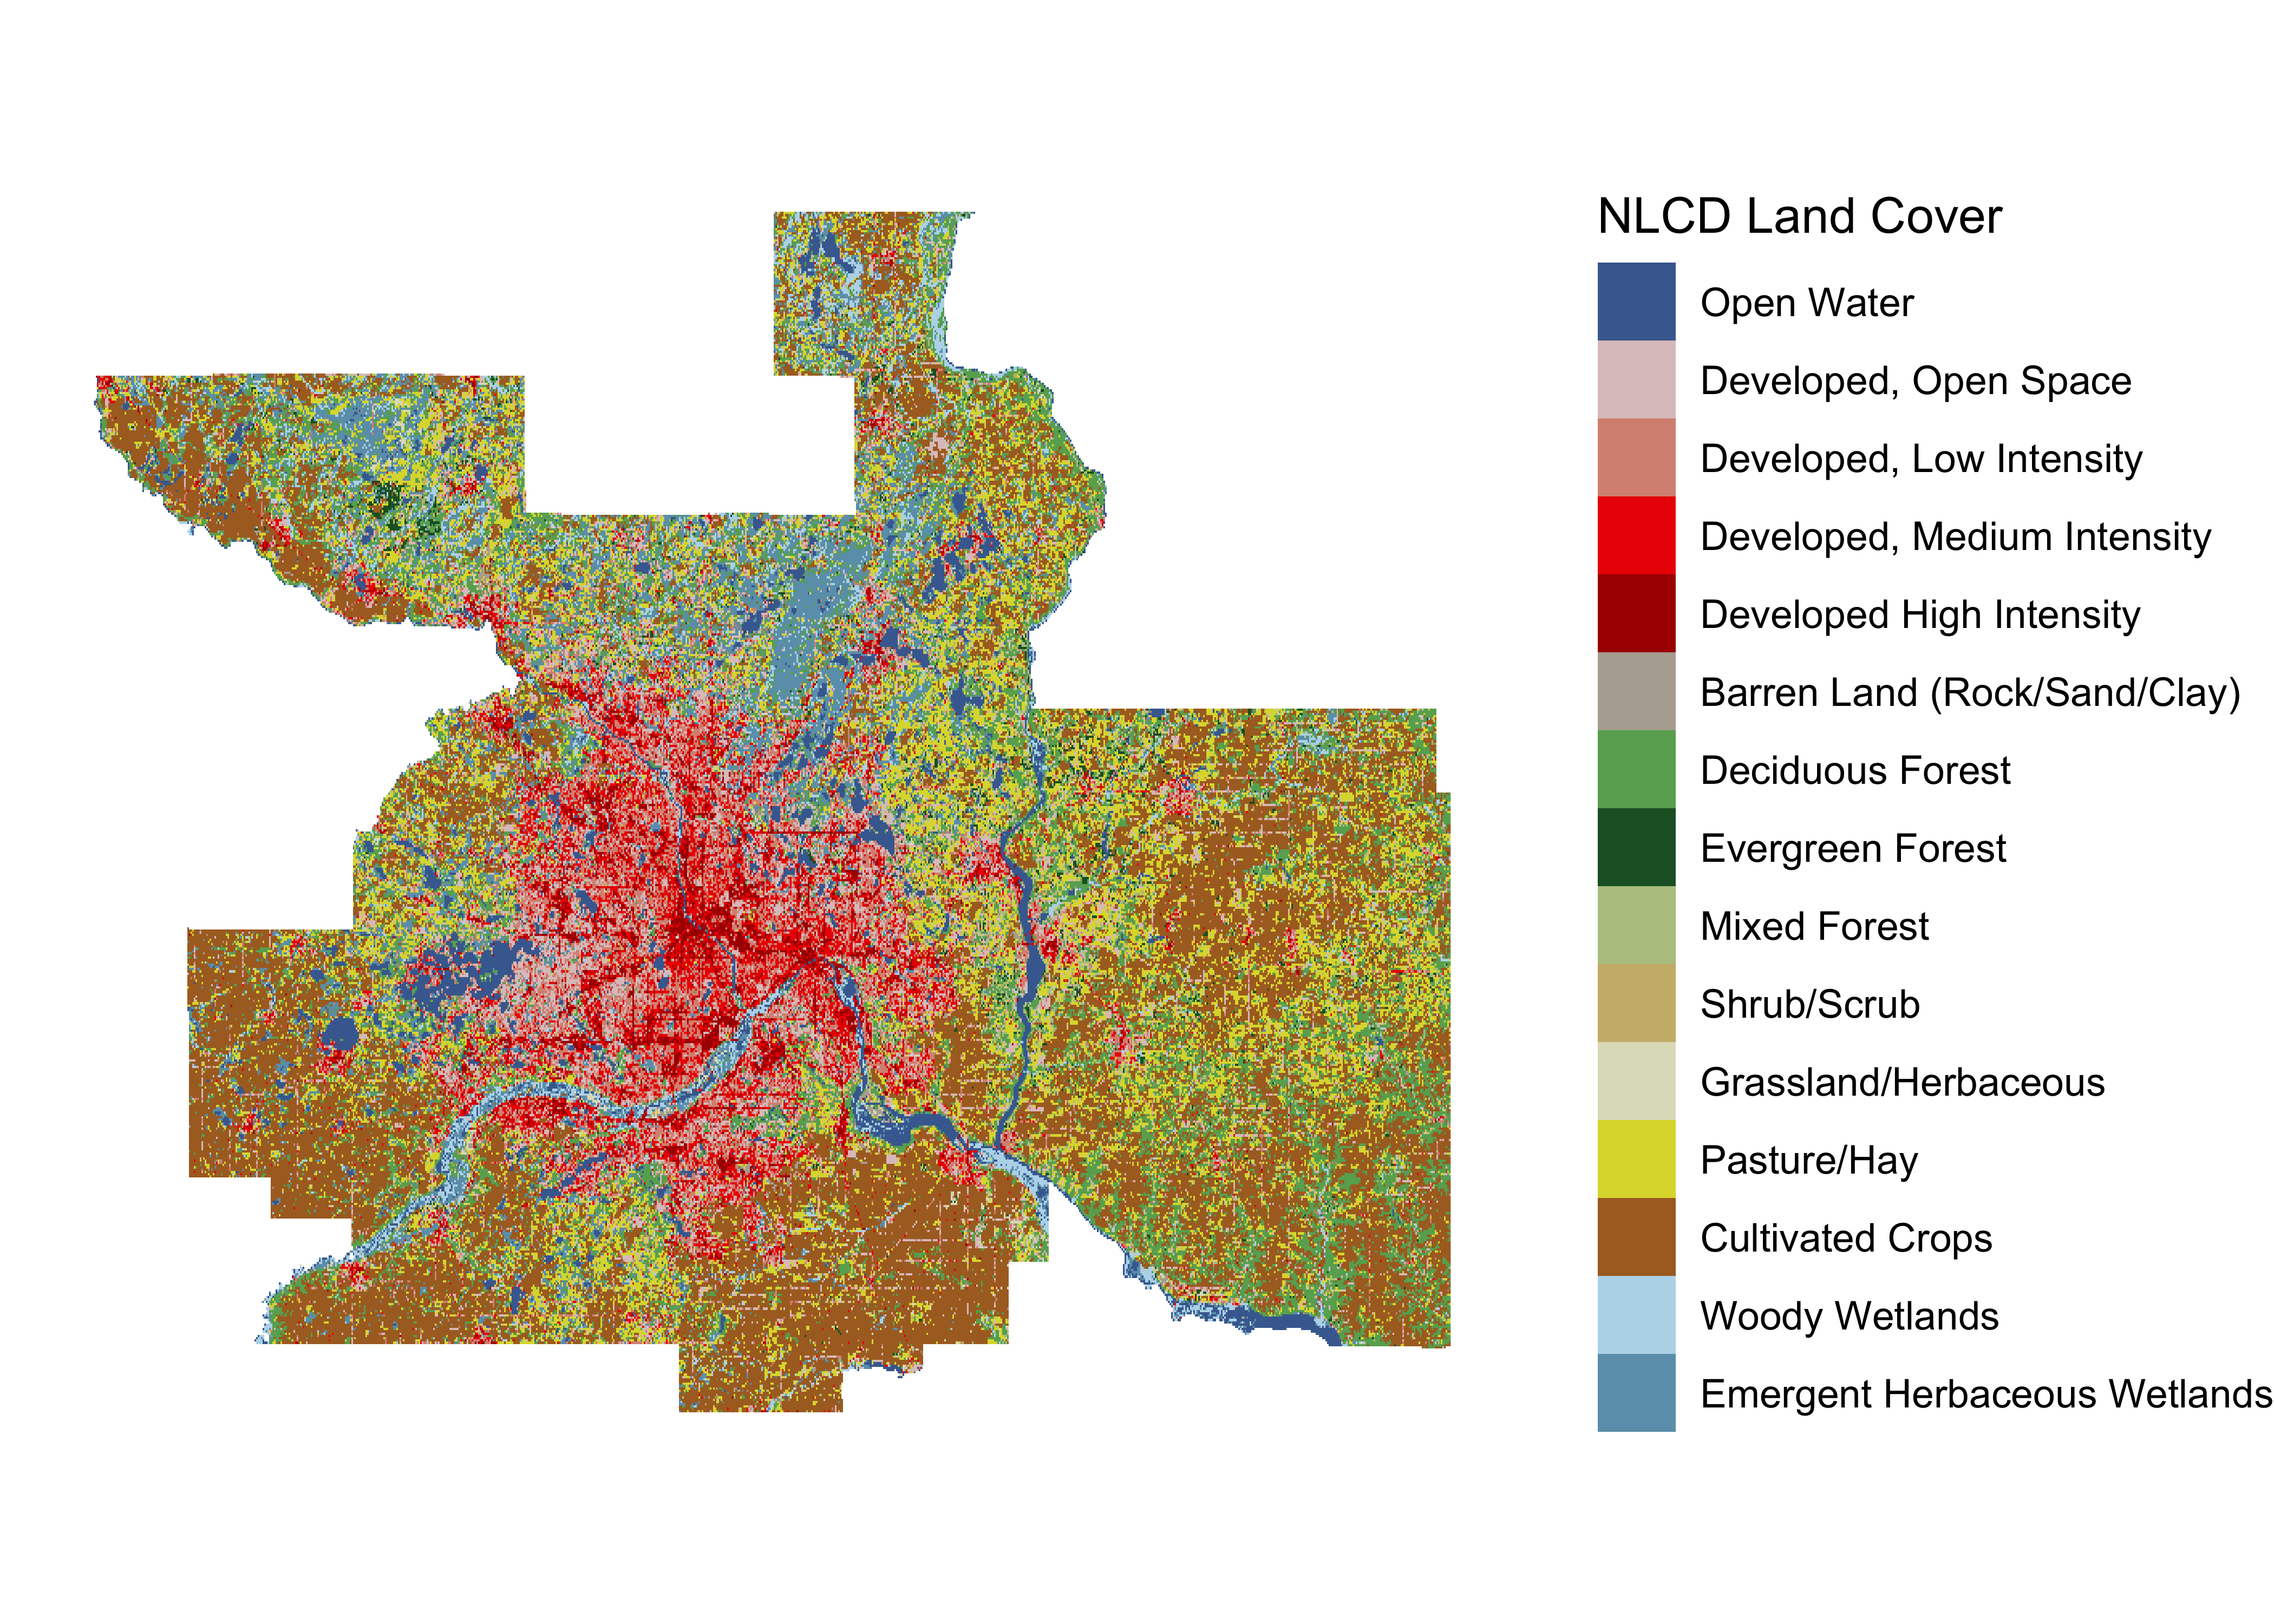 NLCD Land Cover
Open Water
Developed, Open Space
Developed, Low Intensity
Developed, Medium Intensity
Developed High Intensity
Barren Land (Rock/Sand/Clay)
Deciduous Forest
Evergreen Forest
Mixed Forest
Shrub/Scrub
Grassland/Herbaceous
Pasture/Hay
Cultivated Crops
Woody Wetlands
Emergent Herbaceous Wetlands